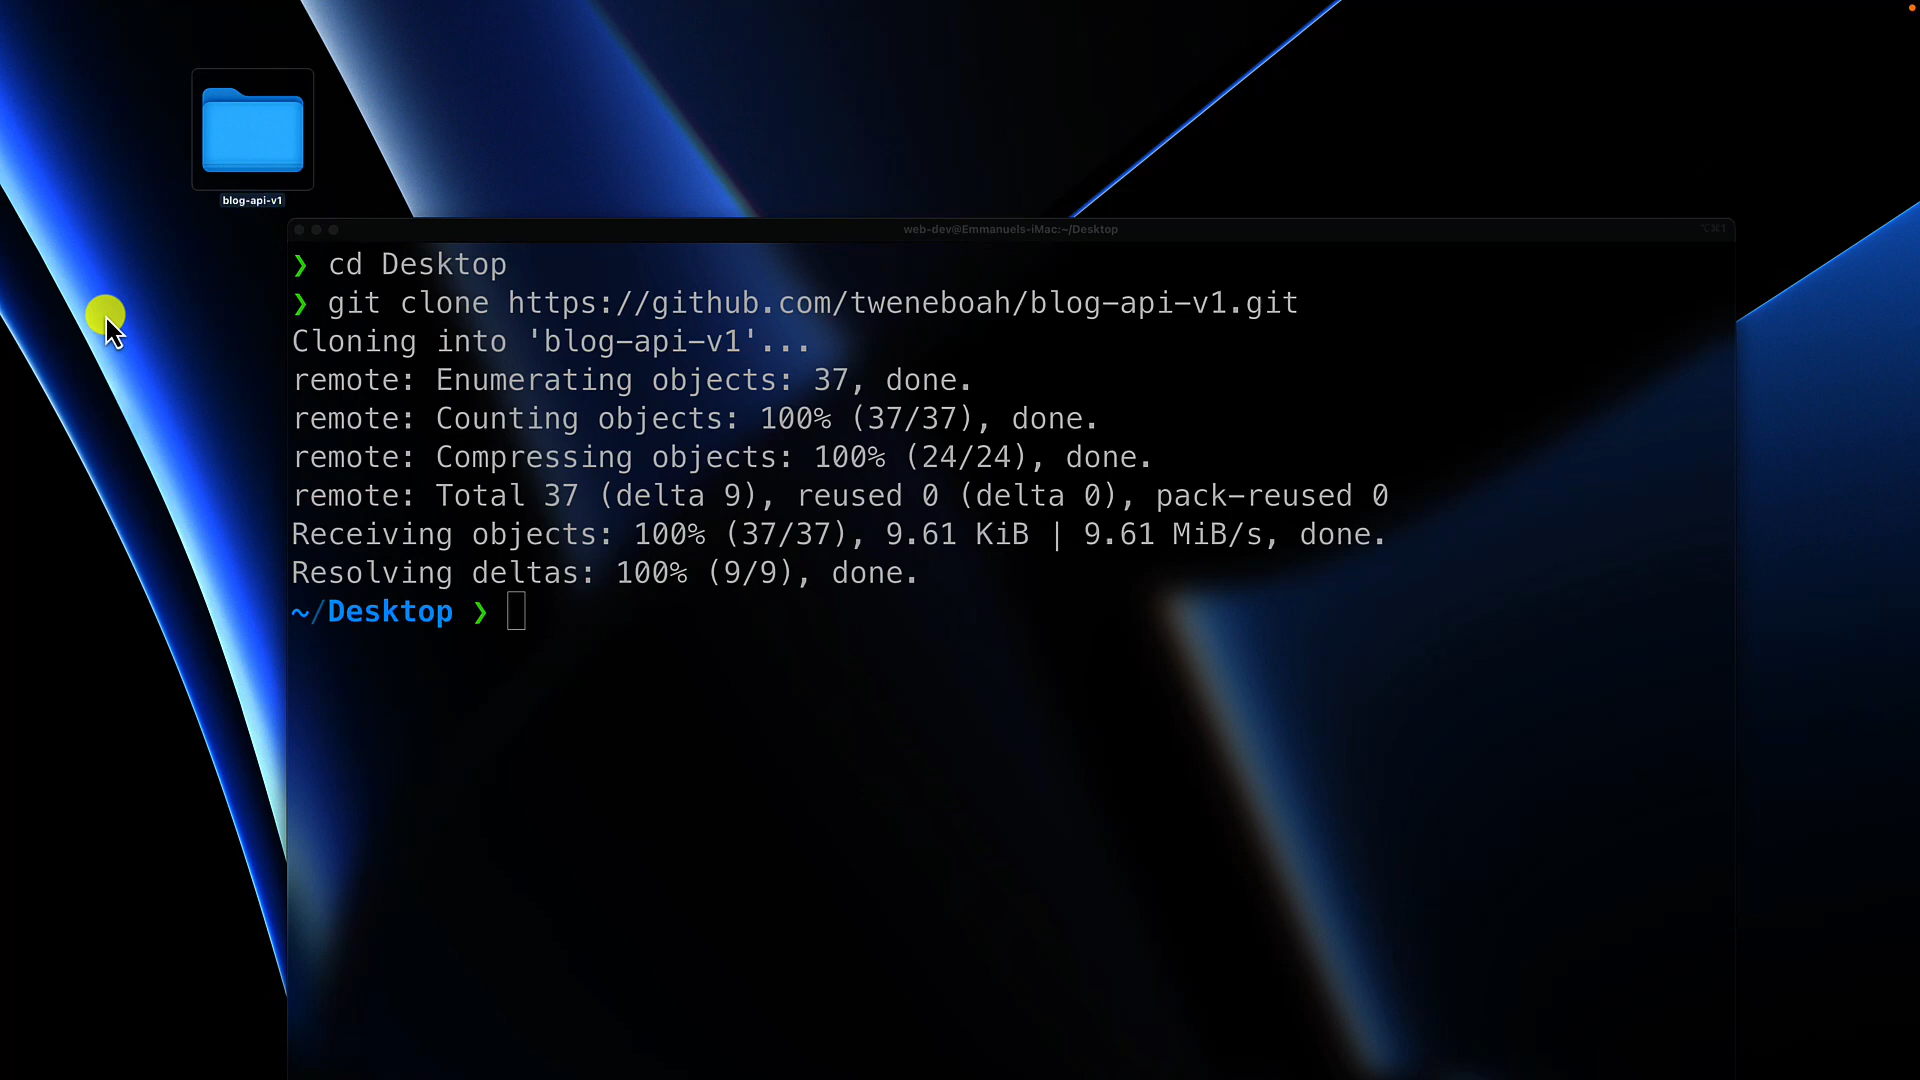 blog-api-v1
web-dev@Emmanuels-iMac:~/Desktop
⌥⌘1
❯ cd Desktop
❯ git clone https://github.com/tweneboah/blog-api-v1.git
Cloning into 'blog-api-v1'...
remote: Enumerating objects: 37, done.
remote: Counting objects: 100% (37/37), done.
remote: Compressing objects: 100% (24/24), done.
remote: Total 37 (delta 9), reused 0 (delta 0), pack-reused 0
Receiving objects: 100% (37/37), 9.61 KiB | 9.61 MiB/s, done.
Resolving deltas: 100% (9/9), done.
~/Desktop ❯